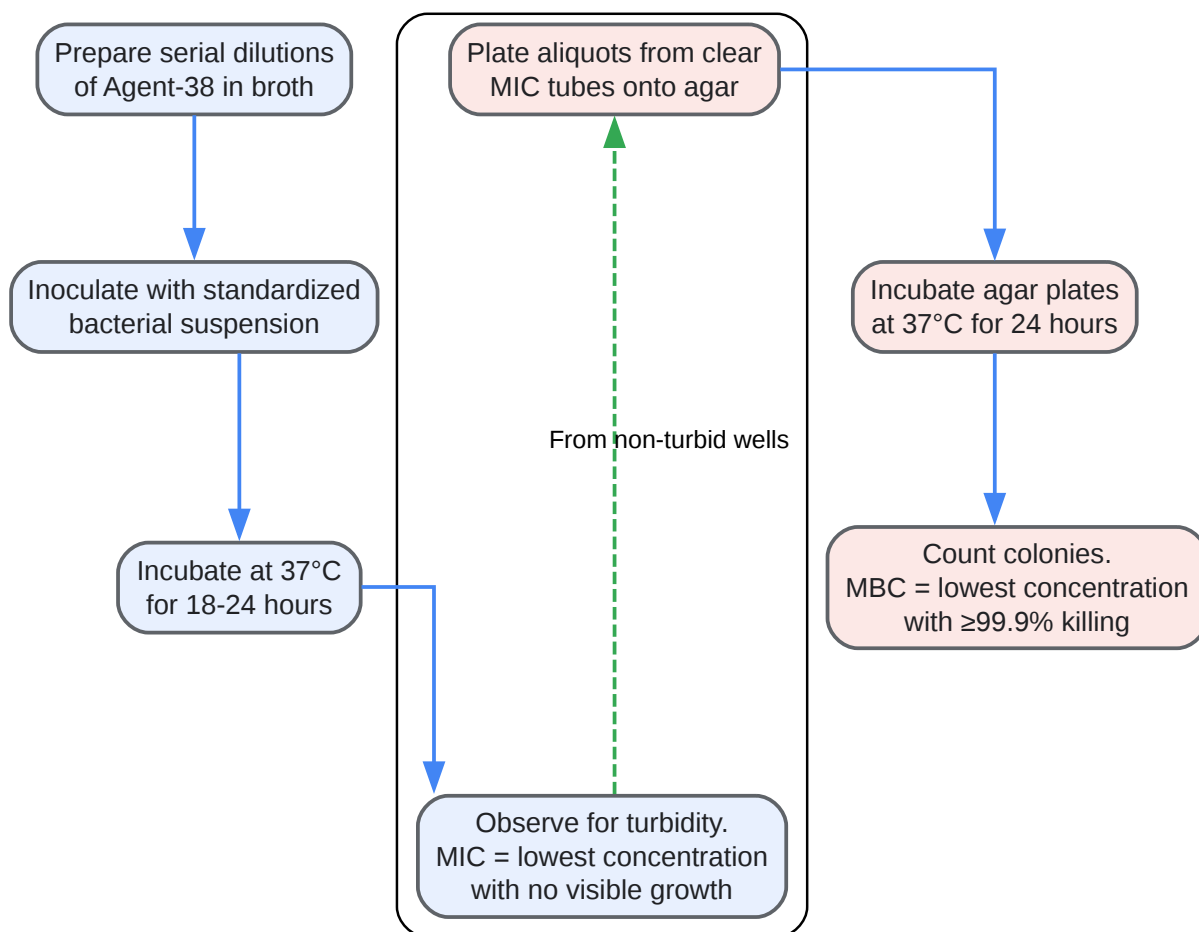 Prepare serial dilutions
of Agent-38 in broth
Inoculate with standardized
bacterial suspension
Incubate at 37°C
for 18-24 hours
Observe for turbidity.
MIC = lowest concentration
with no visible growth
From non-turbid wells
Plate aliquots from clear
MIC tubes onto agar
Incubate agar plates
at 37°C for 24 hours
Count colonies.
MBC = lowest concentration
with ≥99.9% killing